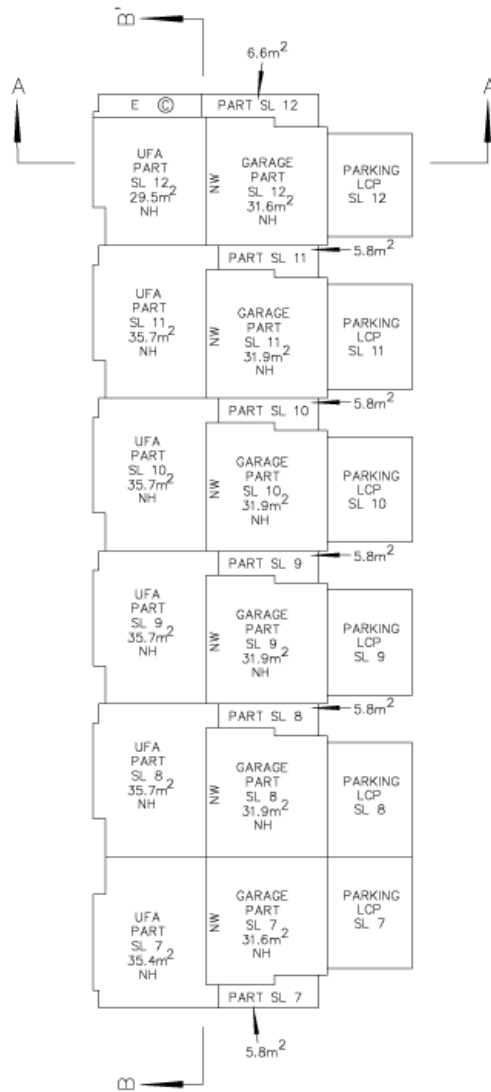 B
6.6m²
A
A
E Ⓒ
PART SL 12
UFA
PART
SL 12
29.5m²
NH
NW
GARAGE
PART
SL 12
31.6m²
NH
PARKING
LCP
SL 12
PART SL 11
5.8m²
UFA
PART
SL 11
35.7m²
NH
NW
GARAGE
PART
SL 11
31.9m²
NH
PARKING
LCP
SL 11
PART SL 10
5.8m²
UFA
PART
SL 10
35.7m²
NH
NW
GARAGE
PART
SL 10
31.9m²
NH
PARKING
LCP
SL 10
PART SL 9
5.8m²
UFA
PART
SL 9
35.7m²
NH
NW
GARAGE
PART
SL 9
31.9m²
NH
PARKING
LCP
SL 9
PART SL 8
5.8m²
UFA
PART
SL 8
35.7m²
NH
NW
GARAGE
PART
SL 8
31.9m²
NH
PARKING
LCP
SL 8
UFA
PART
SL 7
35.4m²
NH
NW
GARAGE
PART
SL 7
31.6m²
NH
PARKING
LCP
SL 7
PART SL 7
5.8m²
B